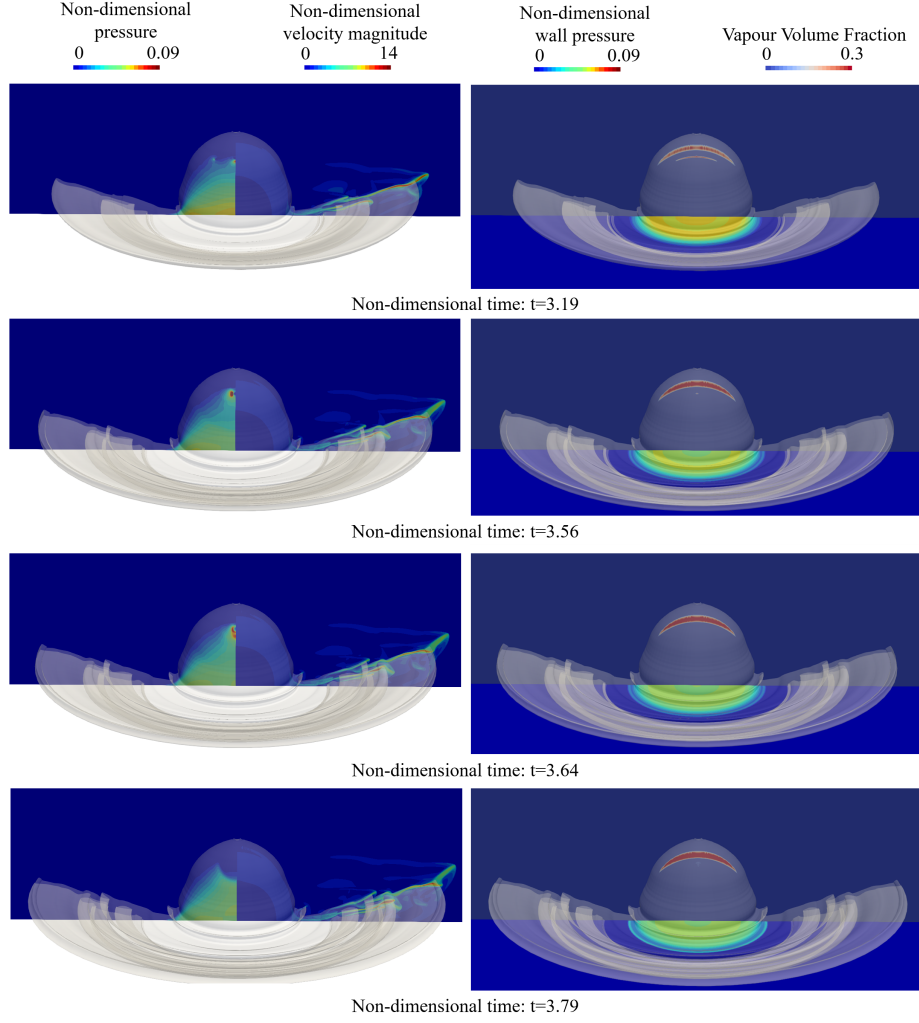 Non-dimensional
pressure
0 0.09
Non-dimensional
velocity magnitude
0 14
Non-dimensional
wall pressure
0 0.09
Vapour Volume Fraction
0 0.3
Non-dimensional time: t=3.19
Non-dimensional time: t=3.56
Non-dimensional time: t=3.64
Non-dimensional time: t=3.79